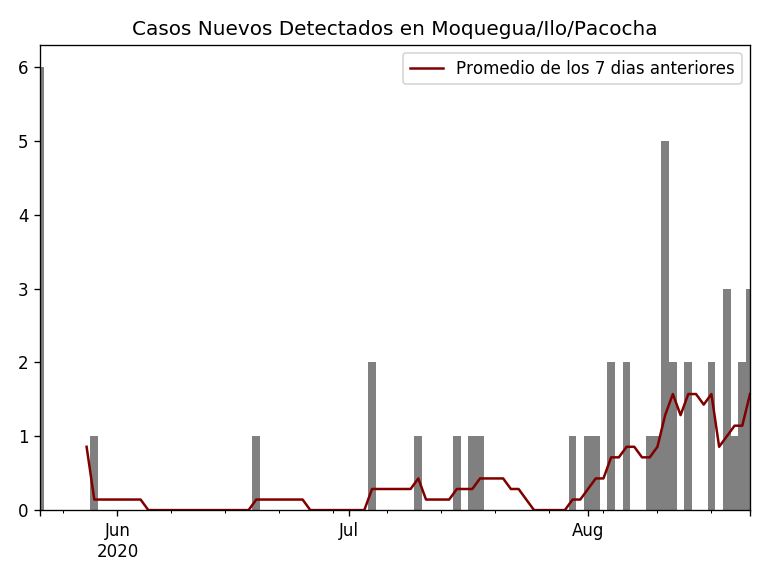 Casos Nuevos Detectados en Moquegua/Ilo/Pacocha
Promedio de los 7 dias anteriores
6
5
4
3
2
1
0
Jun
2020
Jul
Aug